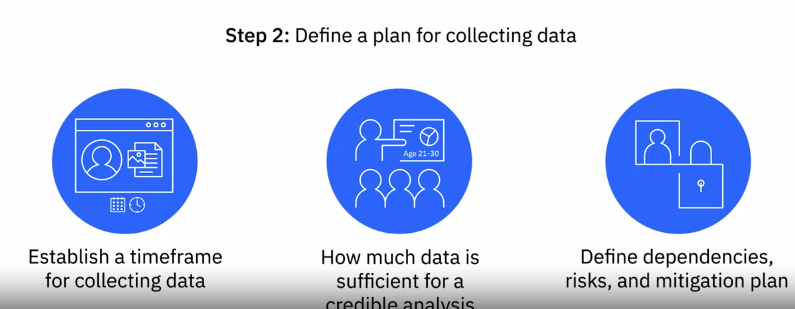 Step 2: Define a plan for collecting data
Age 21-30
Establish a timeframe
for collecting data
How much data is
sufficient for a
credible analysis
Define dependencies,
risks, and mitigation plan